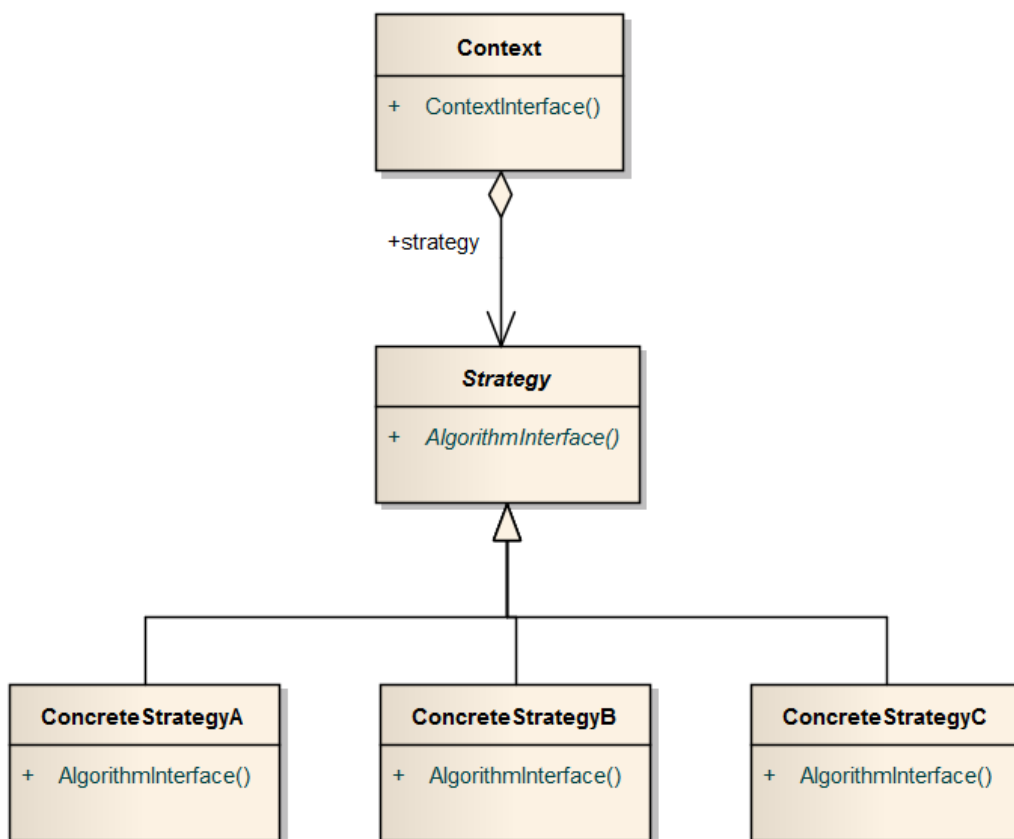 Context
+ ContextInterface()
+strategy
Strategy
+ AlgorithmInterface()
ConcreteStrategyA
+ AlgorithmInterface()
ConcreteStrategyB
+ AlgorithmInterface()
ConcreteStrategyC
+ AlgorithmInterface()